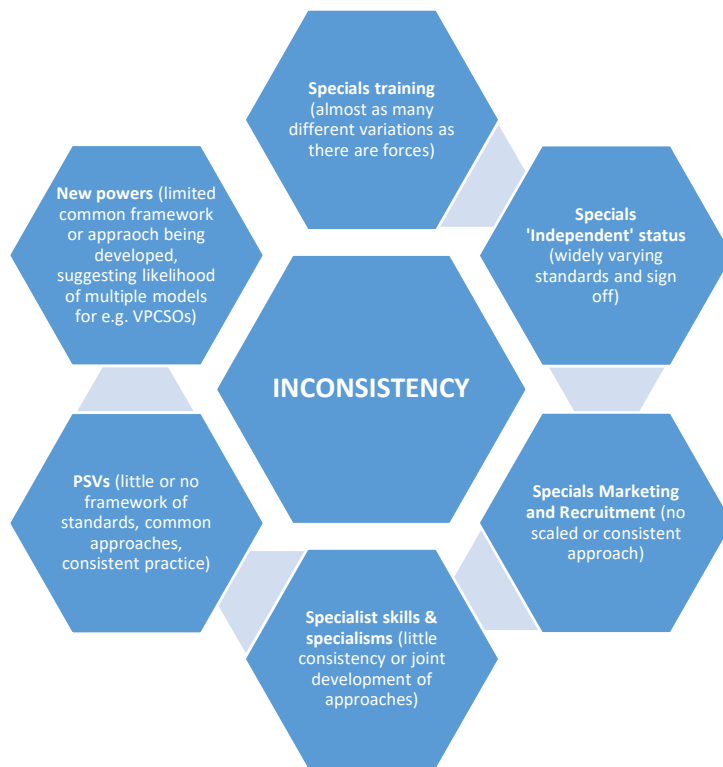 Specials training
(almost as many
different variations as
there are forces)
Specials
'Independent' status
(widely varying
standards and sign
off)
Specials Marketing
and Recruitment (no
scaled or consistent
approach)
Specialist skills &
specialisms (little
consistency or joint
development of
approaches)
PSVs (little or no
framework of
standards, common
approaches,
consistent practice)
New powers (limited
common framework
or appraoch being
developed,
suggesting likelihood
of multiple models
for e.g. VPCSOs)
INCONSISTENCY